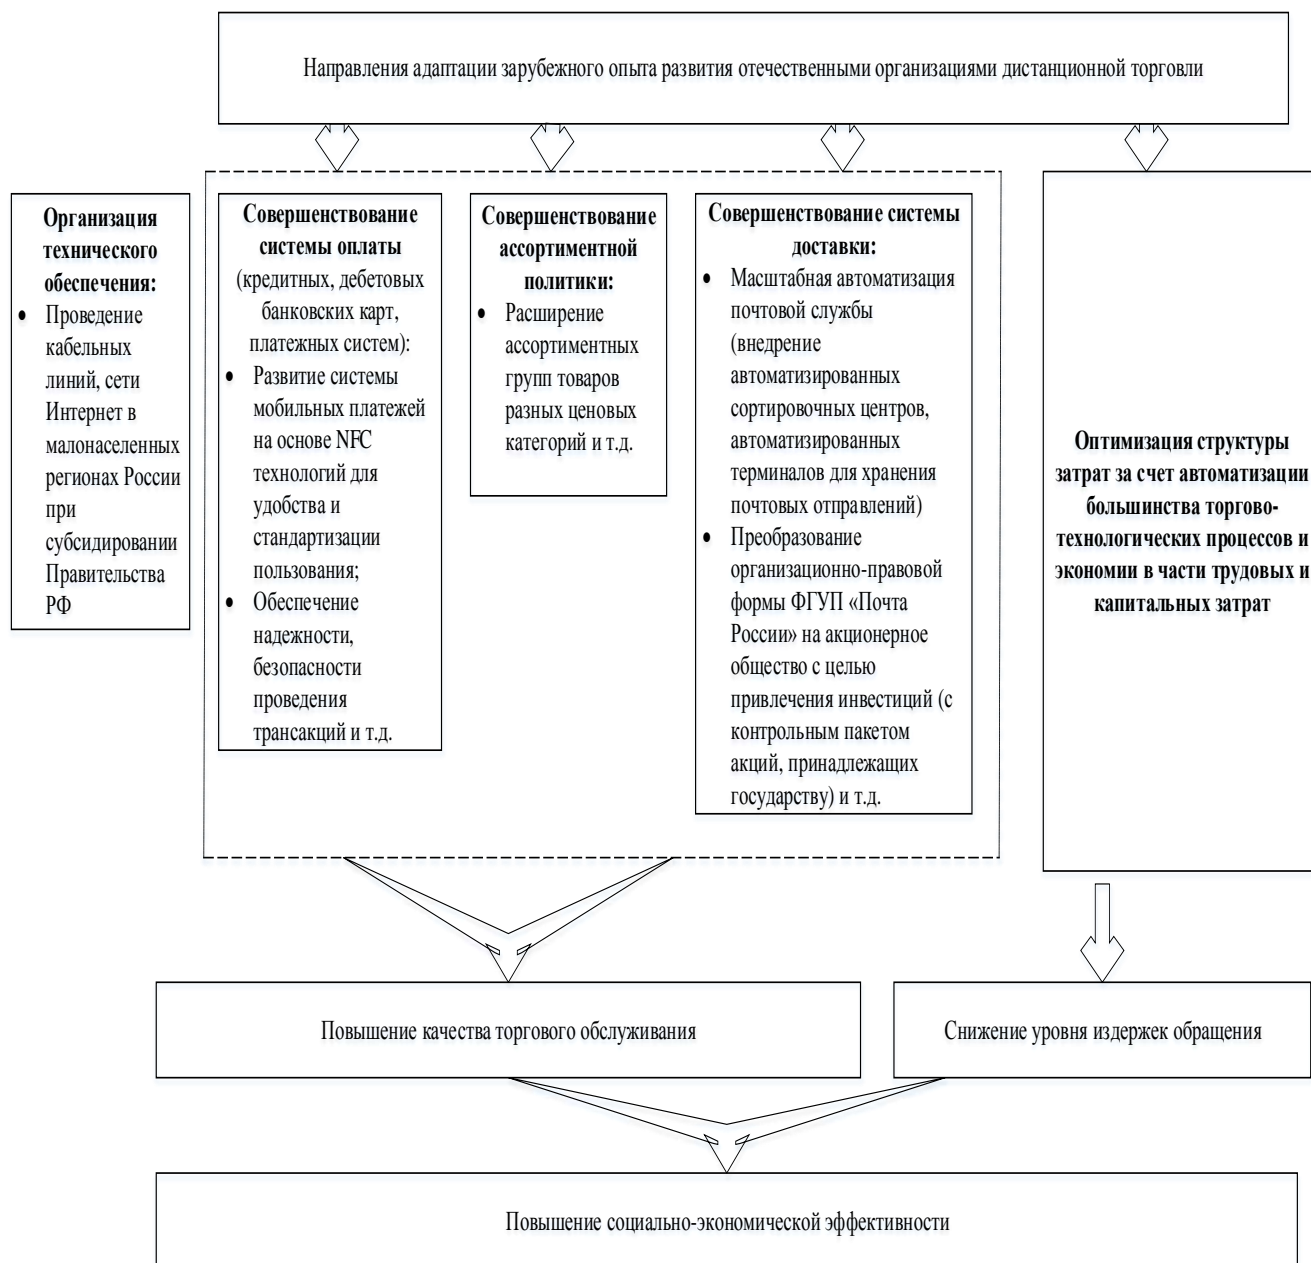 Направления адаптации зарубежного опыта развития отечественными организациями дистанционной торговли
Организация
технического
обеспечения:
• Проведение
кабельных
линий, сети
Интернет в
малонаселенных
регионах России
при
субсидировании
Правительства
РФ
Совершенствование
системы оплаты
(кредитных, дебетовых
банковских карт,
платежных систем):
• Развитие системы
мобильных платежей
на основе NFC
технологий для
удобства и
стандартизации
пользования;
• Обеспечение
надежности,
безопасности
проведения
трансакций и т.д.
Совершенствование
ассортиментной
политики:
• Расширение
ассортиментных
групп товаров
разных ценовых
категорий и т.д.
Совершенствование системы
доставки:
• Масштабная автоматизация
почтовой службы
(внедрение
автоматизированных
сортировочных центров,
автоматизированных
терминалов для хранения
почтовых отправлений)
• Преобразование
организационно-правовой
формы ФГУП «Почта
России» на акционерное
общество с целью
привлечения инвестиций (с
контрольным пакетом
акций, принадлежащих
государству) и т.д.
Оптимизация структуры
затрат за счет автоматизации
большинства торгово-
технологических процессов и
экономии в части трудовых и
капитальных затрат
Повышение качества торгового обслуживания
Снижение уровня издержек обращения
Повышение социально-экономической эффективности